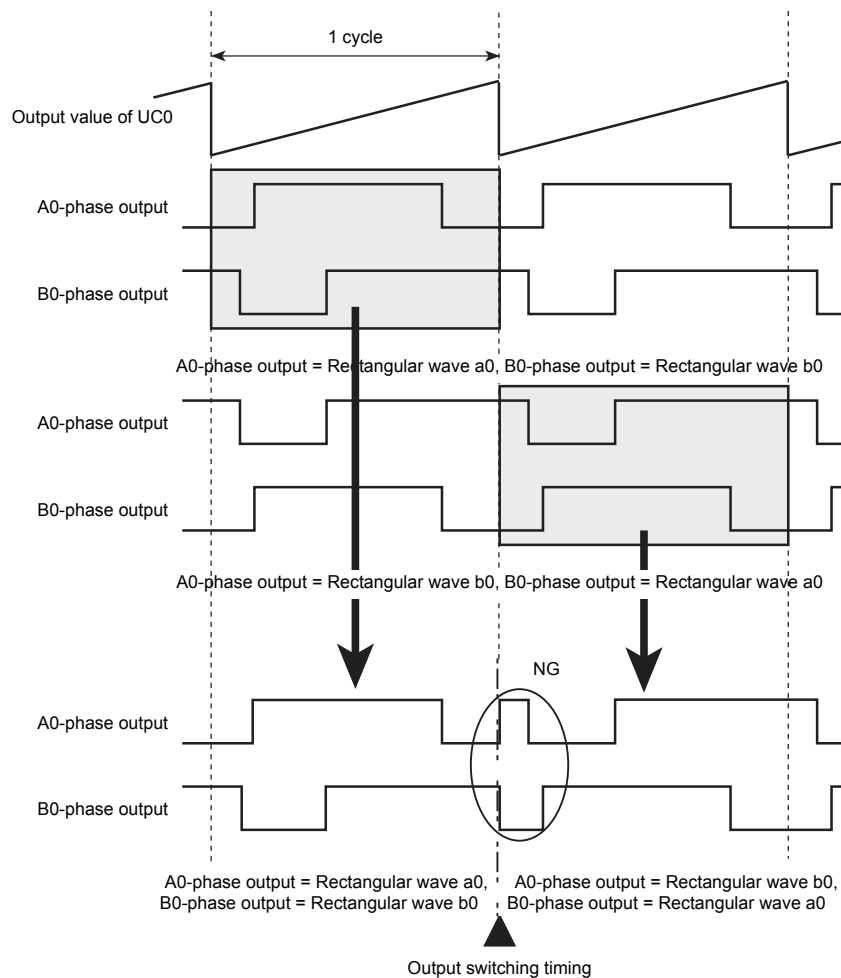 1 cycle
Output value of UC0
A0-phase output
B0-phase output
A0-phase output = Rectangular wave a0, B0-phase output = Rectangular wave b0
A0-phase output
B0-phase output
A0-phase output = Rectangular wave b0, B0-phase output = Rectangular wave a0
NG
A0-phase output
B0-phase output
A0-phase output = Rectangular wave a0,
B0-phase output = Rectangular wave b0
A0-phase output = Rectangular wave b0,
B0-phase output = Rectangular wave a0
Output switching timing